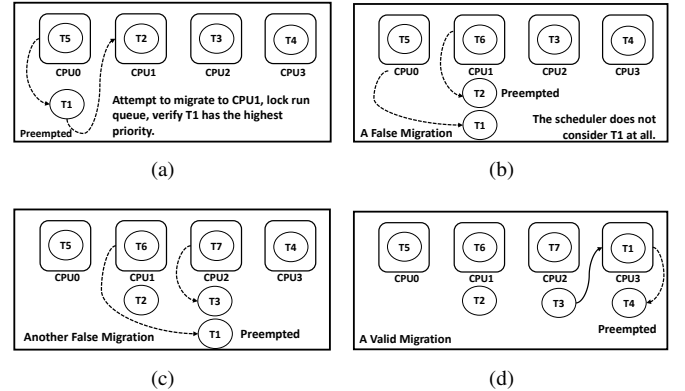 T5 T2 T3 T4
CPU0 CPU1 CPU2 CPU3
T1
Attempt to migrate to CPU1, lock run
queue, verify T1 has the highest
priority.
Preempted
(a)
T5 T6 T3 T4
CPU0 CPU1 CPU2 CPU3
T2 Preempted
T1
A False Migration
The scheduler does not
consider T1 at all.
(b)
T5 T6 T7 T4
CPU0 CPU1 CPU2 CPU3
T2 T3
T1 Preempted
Another False Migration
(c)
T5 T6 T7 T1
CPU0 CPU1 CPU2 CPU3
T2 T3 T4
Preempted
A Valid Migration
(d)